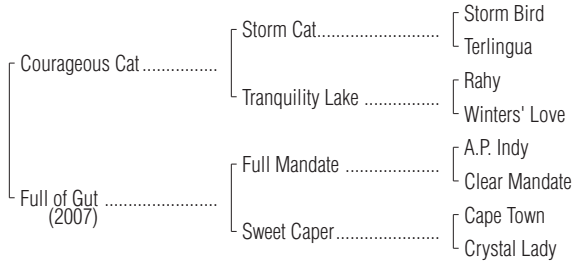 Storm Bird
Storm Cat
Terlingua
Courageous Cat
Rahy
Tranquility Lake
Winters' Love
A.P. Indy
Full Mandate
Clear Mandate
Full of Gut
(2007)
Cape Town
Sweet Caper
Crystal Lady